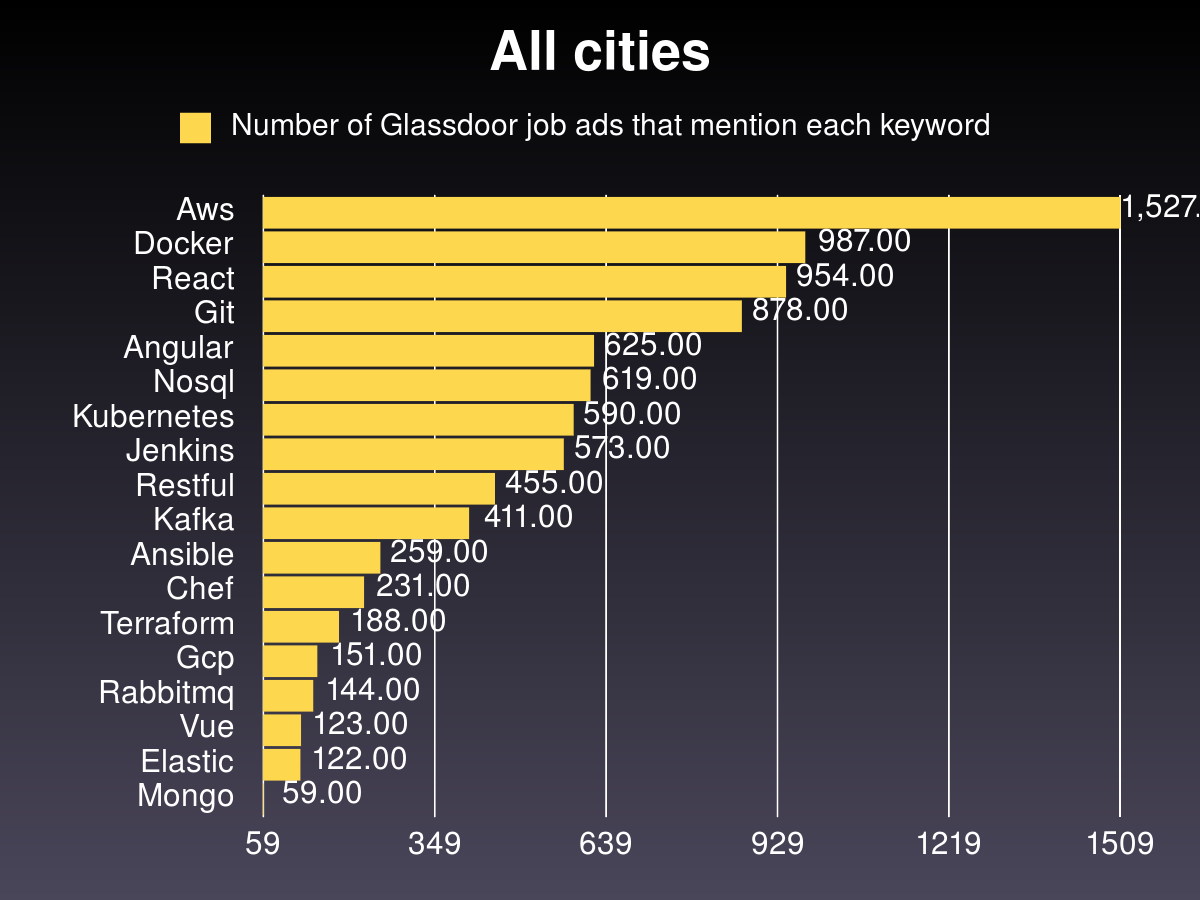 All cities
Number of Glassdoor job ads that mention each keyword
Aws 1,527.
Docker 987.00
React 954.00
Git 878.00
Angular 625.00
Nosql 619.00
Kubernetes 590.00
Jenkins 573.00
Restful 455.00
Kafka 411.00
Ansible 259.00
Chef 231.00
Terraform 188.00
Gcp 151.00
Rabbitmq 144.00
Vue 123.00
Elastic 122.00
Mongo 59.00
59 349 639 929 1219 1509